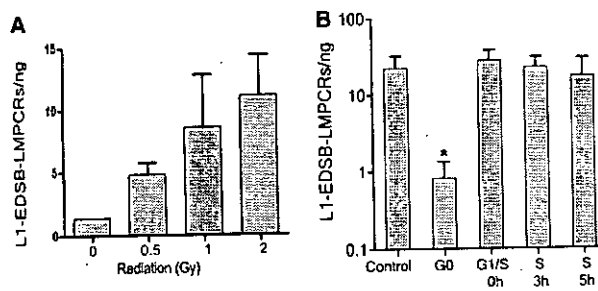 A
L1-EDSB-LMPCRs/ng
15
10
5
0
0 0.5 1 2
Radiation (Gy)
B
L1-EDSB-LMPCRs/ng
100
10
1
0.1
*
Control G0 G1/S S S
0h 3h 5h